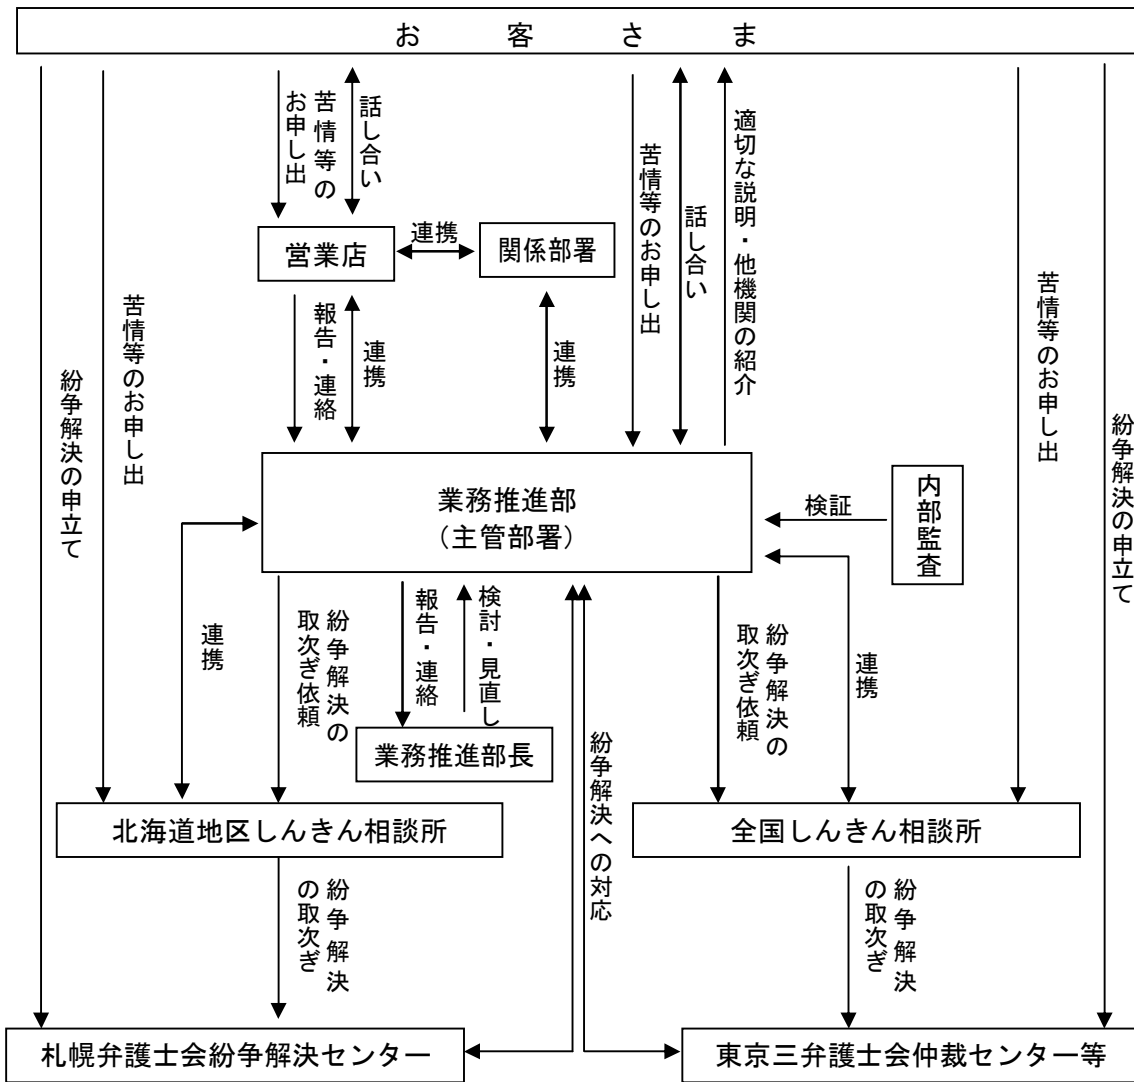 お客さま
苦情等の
お申し出
話し合い
苦情等のお申し出
話し合い
適切な説明・他機関の紹介
営業店
連携
関係部署
紛争解決の申立て
苦情等のお申し出
報告・連絡
連携
連携
苦情等のお申し出
紛争解決の申立て
業務推進部
（主管部署）
検証
内部監査
連携
紛争解決の
取次ぎ依頼
報告・連絡
検討・見直し
紛争解決の
取次ぎ依頼
連携
業務推進部長
紛争解決への対応
北海道地区しんきん相談所
全国しんきん相談所
紛争解決
の取次ぎ
紛争解決
の取次ぎ
札幌弁護士会紛争解決センター
東京三弁護士会仲裁センター等